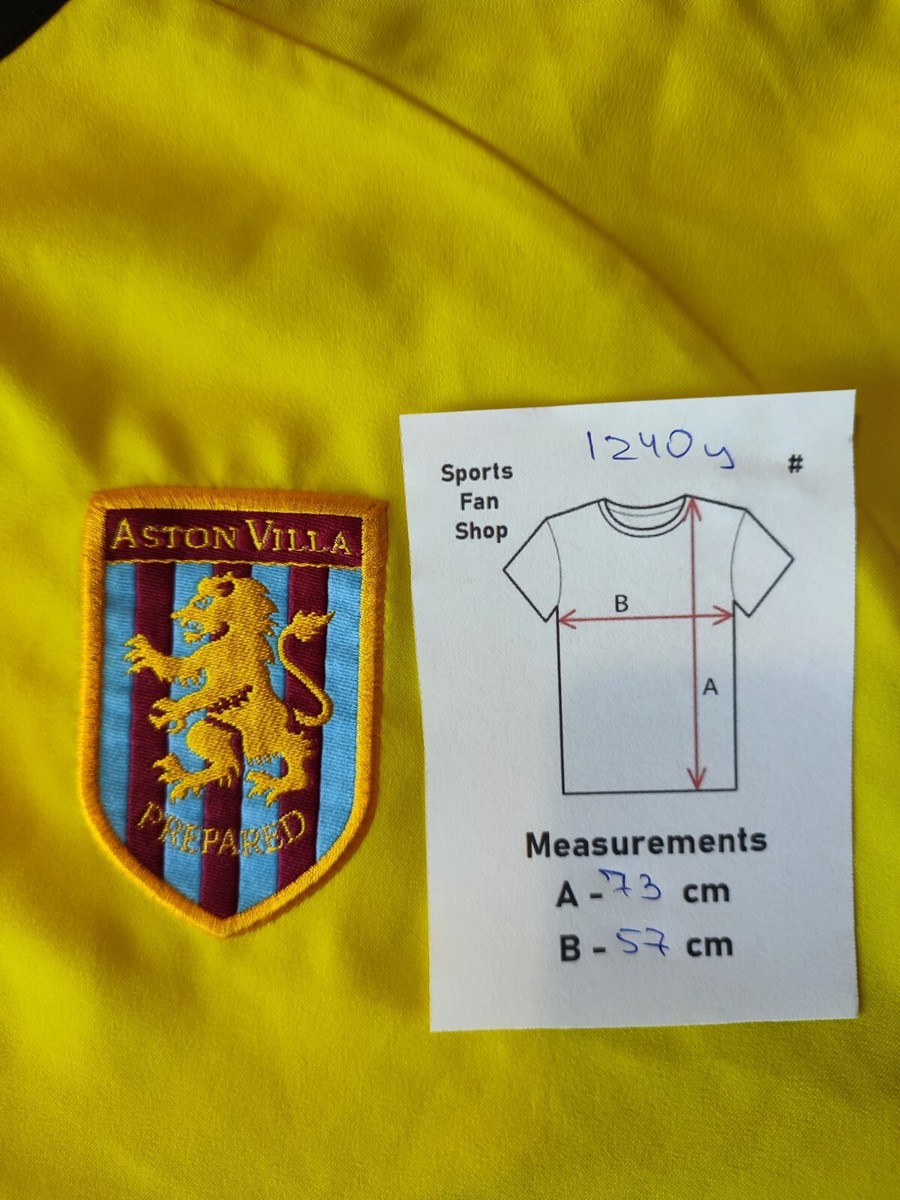 ASTON VILLA
PREPARED
1240y #
Sports
Fan
Shop
B
A
Measurements
A - 73 cm
B - 57 cm